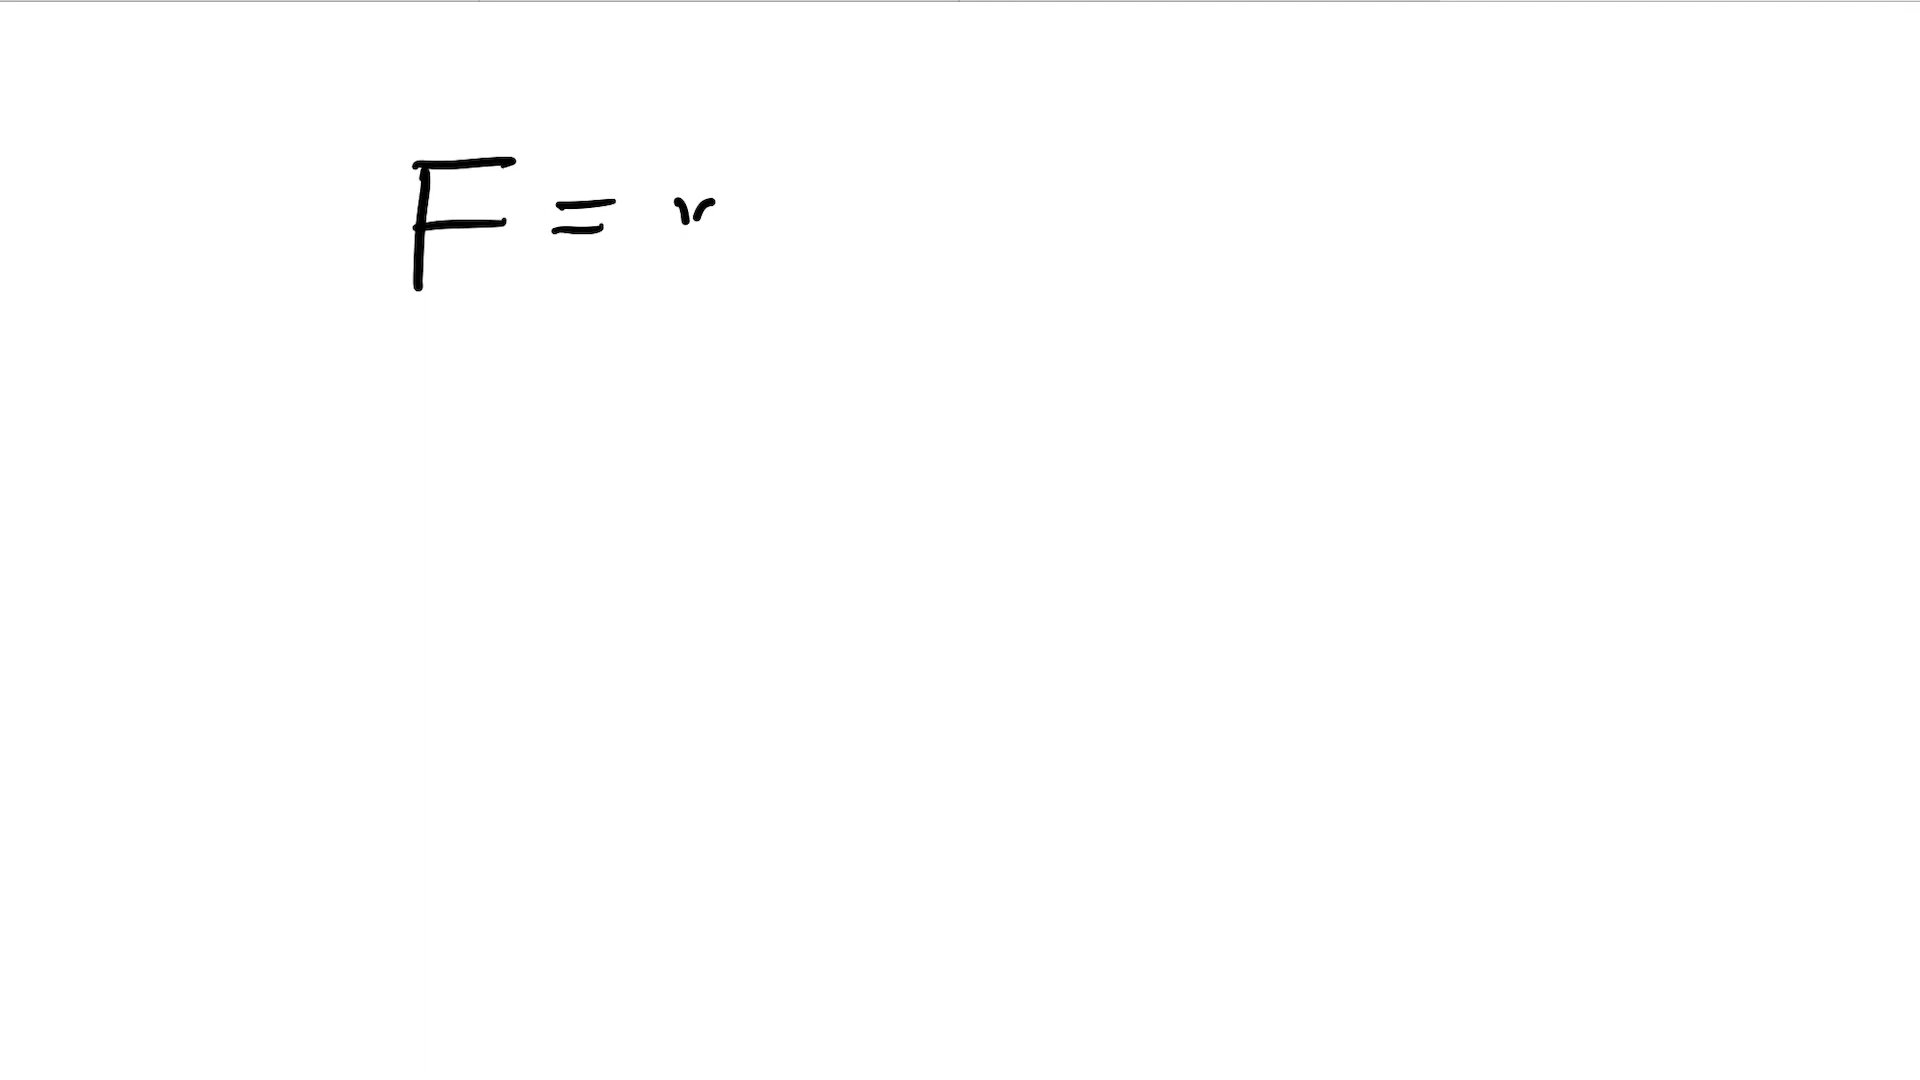 F = r